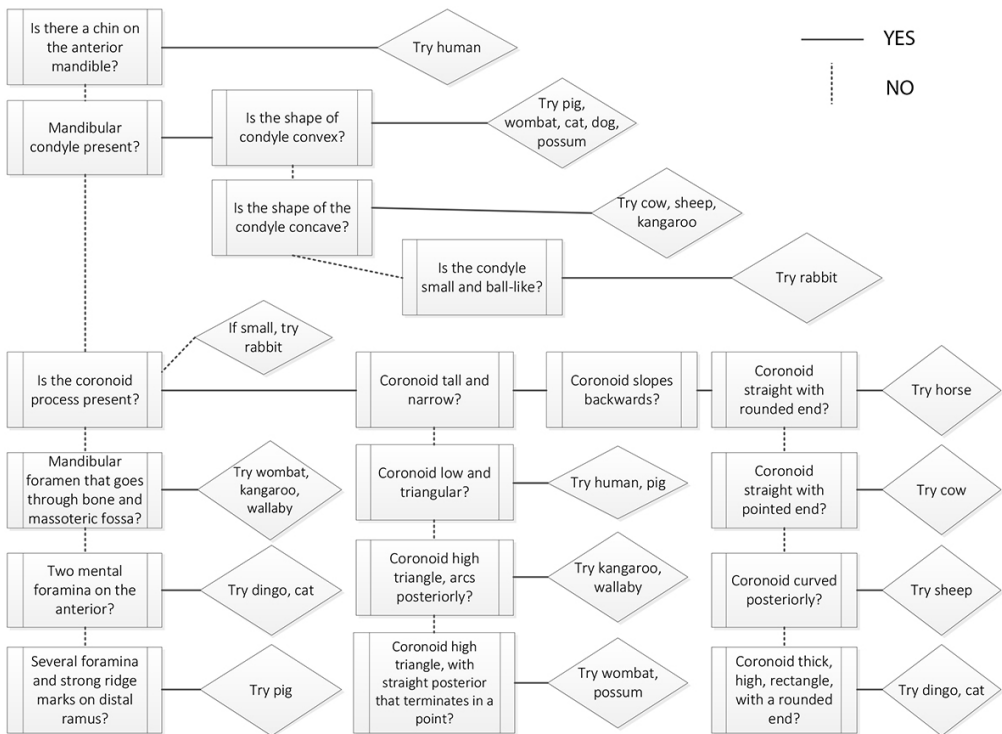 Is there a chin on
the anterior
mandible?
Try human
YES
NO
Mandibular
condyle present?
Is the shape of
condyle convex?
Try pig,
wombat, cat, dog,
possum
Is the shape of the
condyle concave?
Try cow, sheep,
kangaroo
Is the condyle
small and ball-like?
Try rabbit
If small, try
rabbit
Is the coronoid
process present?
Coronoid tall and
narrow?
Coronoid slopes
backwards?
Coronoid
straight with
rounded end?
Try horse
Mandibular
foramen that goes
through bone and
massoteric fossa?
Try wombat,
kangaroo,
wallaby
Coronoid low and
triangular?
Try human, pig
Coronoid
straight with
pointed end?
Try cow
Two mental
foramina on the
anterior?
Try dingo, cat
Coronoid high
triangle, arcs
posteriorly?
Try kangaroo,
wallaby
Coronoid curved
posteriorly?
Try sheep
Several foramina
and strong ridge
marks on distal
ramus?
Try pig
Coronoid high
triangle, with
straight posterior
that terminates in a
point?
Try wombat,
possum
Coronoid thick,
high, rectangle,
with a rounded
end?
Try dingo, cat